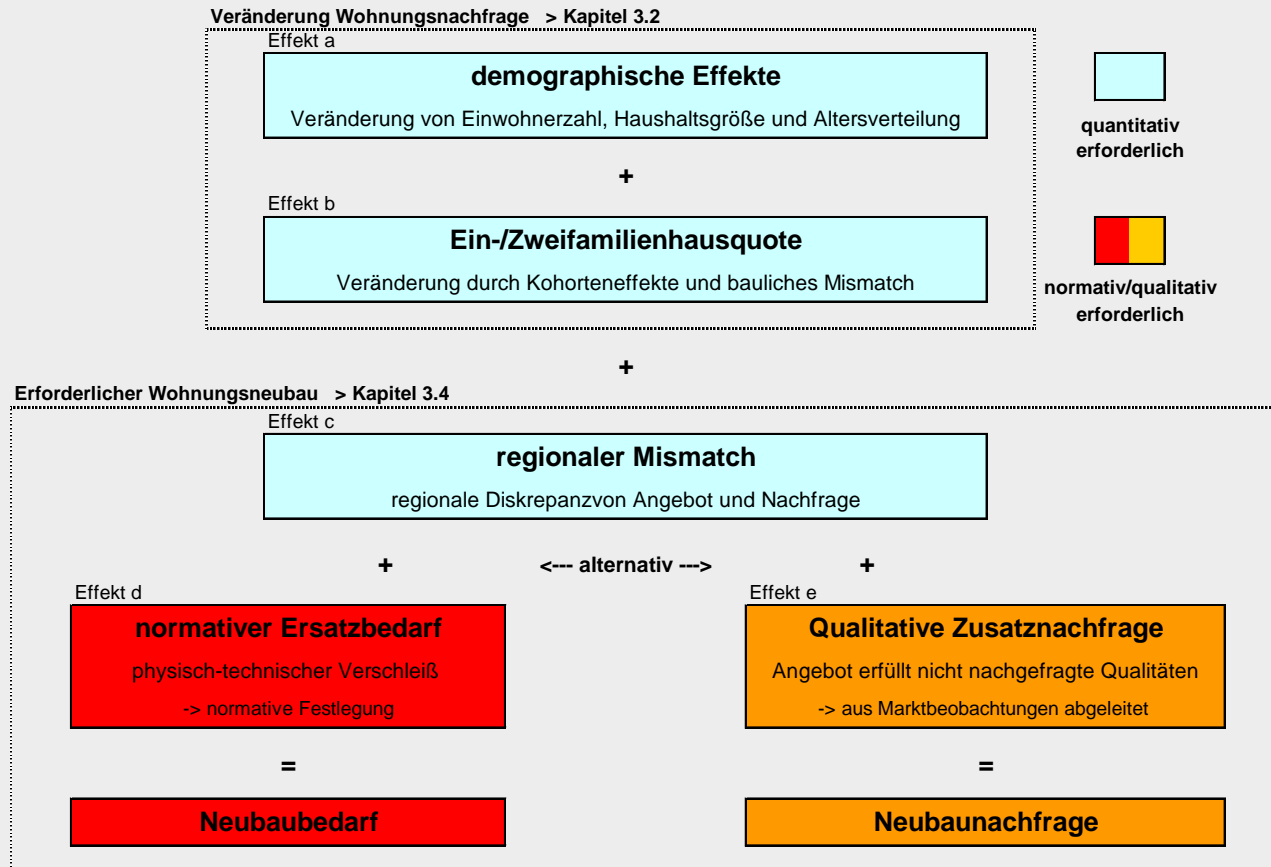 Veränderung Wohnungsnachfrage > Kapitel 3.2
Effekt a
demographische Effekte
Veränderung von Einwohnerzahl, Haushaltsgröße und Altersverteilung
quantitativ
erforderlich
+
Effekt b
Ein-/Zweifamilienhausquote
Veränderung durch Kohorteneffekte und bauliches Mismatch
normativ/qualitativ
erforderlich
+
Erforderlicher Wohnungsneubau > Kapitel 3.4
Effekt c
regionaler Mismatch
regionale Diskrepanzvon Angebot und Nachfrage
+ <--- alternativ ---> +
Effekt d
normativer Ersatzbedarf
physisch-technischer Verschleiß
-> normative Festlegung
Effekt e
Qualitative Zusatznachfrage
Angebot erfüllt nicht nachgefragte Qualitäten
-> aus Marktbeobachtungen abgeleitet
= =
Neubaubedarf
Neubaunachfrage